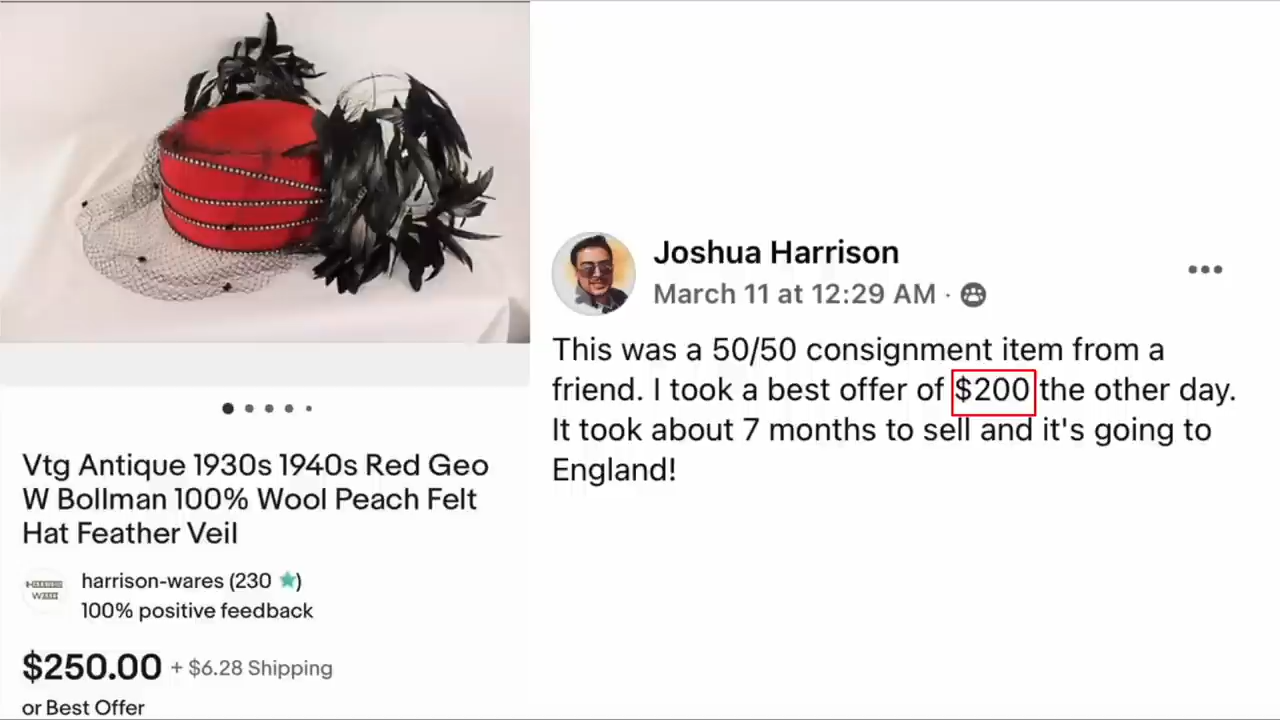 Vtg Antique 1930s 1940s Red Geo
W Bollman 100% Wool Peach Felt
Hat Feather Veil
harrison-wares (230 ★)
100% positive feedback
$250.00 + $6.28 Shipping
or Best Offer
Joshua Harrison
March 11 at 12:29 AM ·
This was a 50/50 consignment item from a
friend. I took a best offer of $200 the other day.
It took about 7 months to sell and it's going to
England!